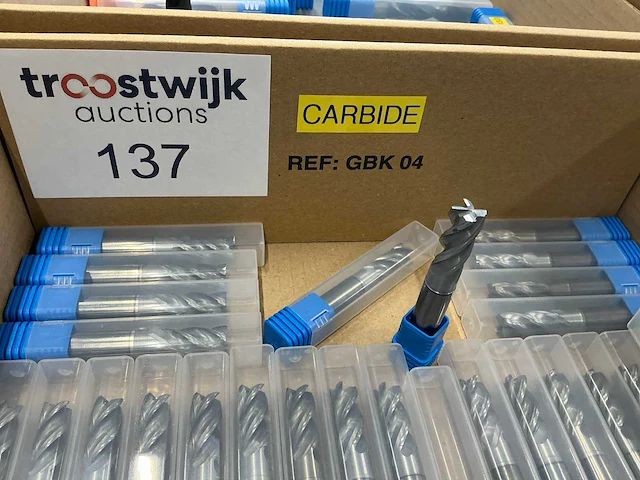 troostwijk
auctions
137
CARBIDE
REF: GBK 04